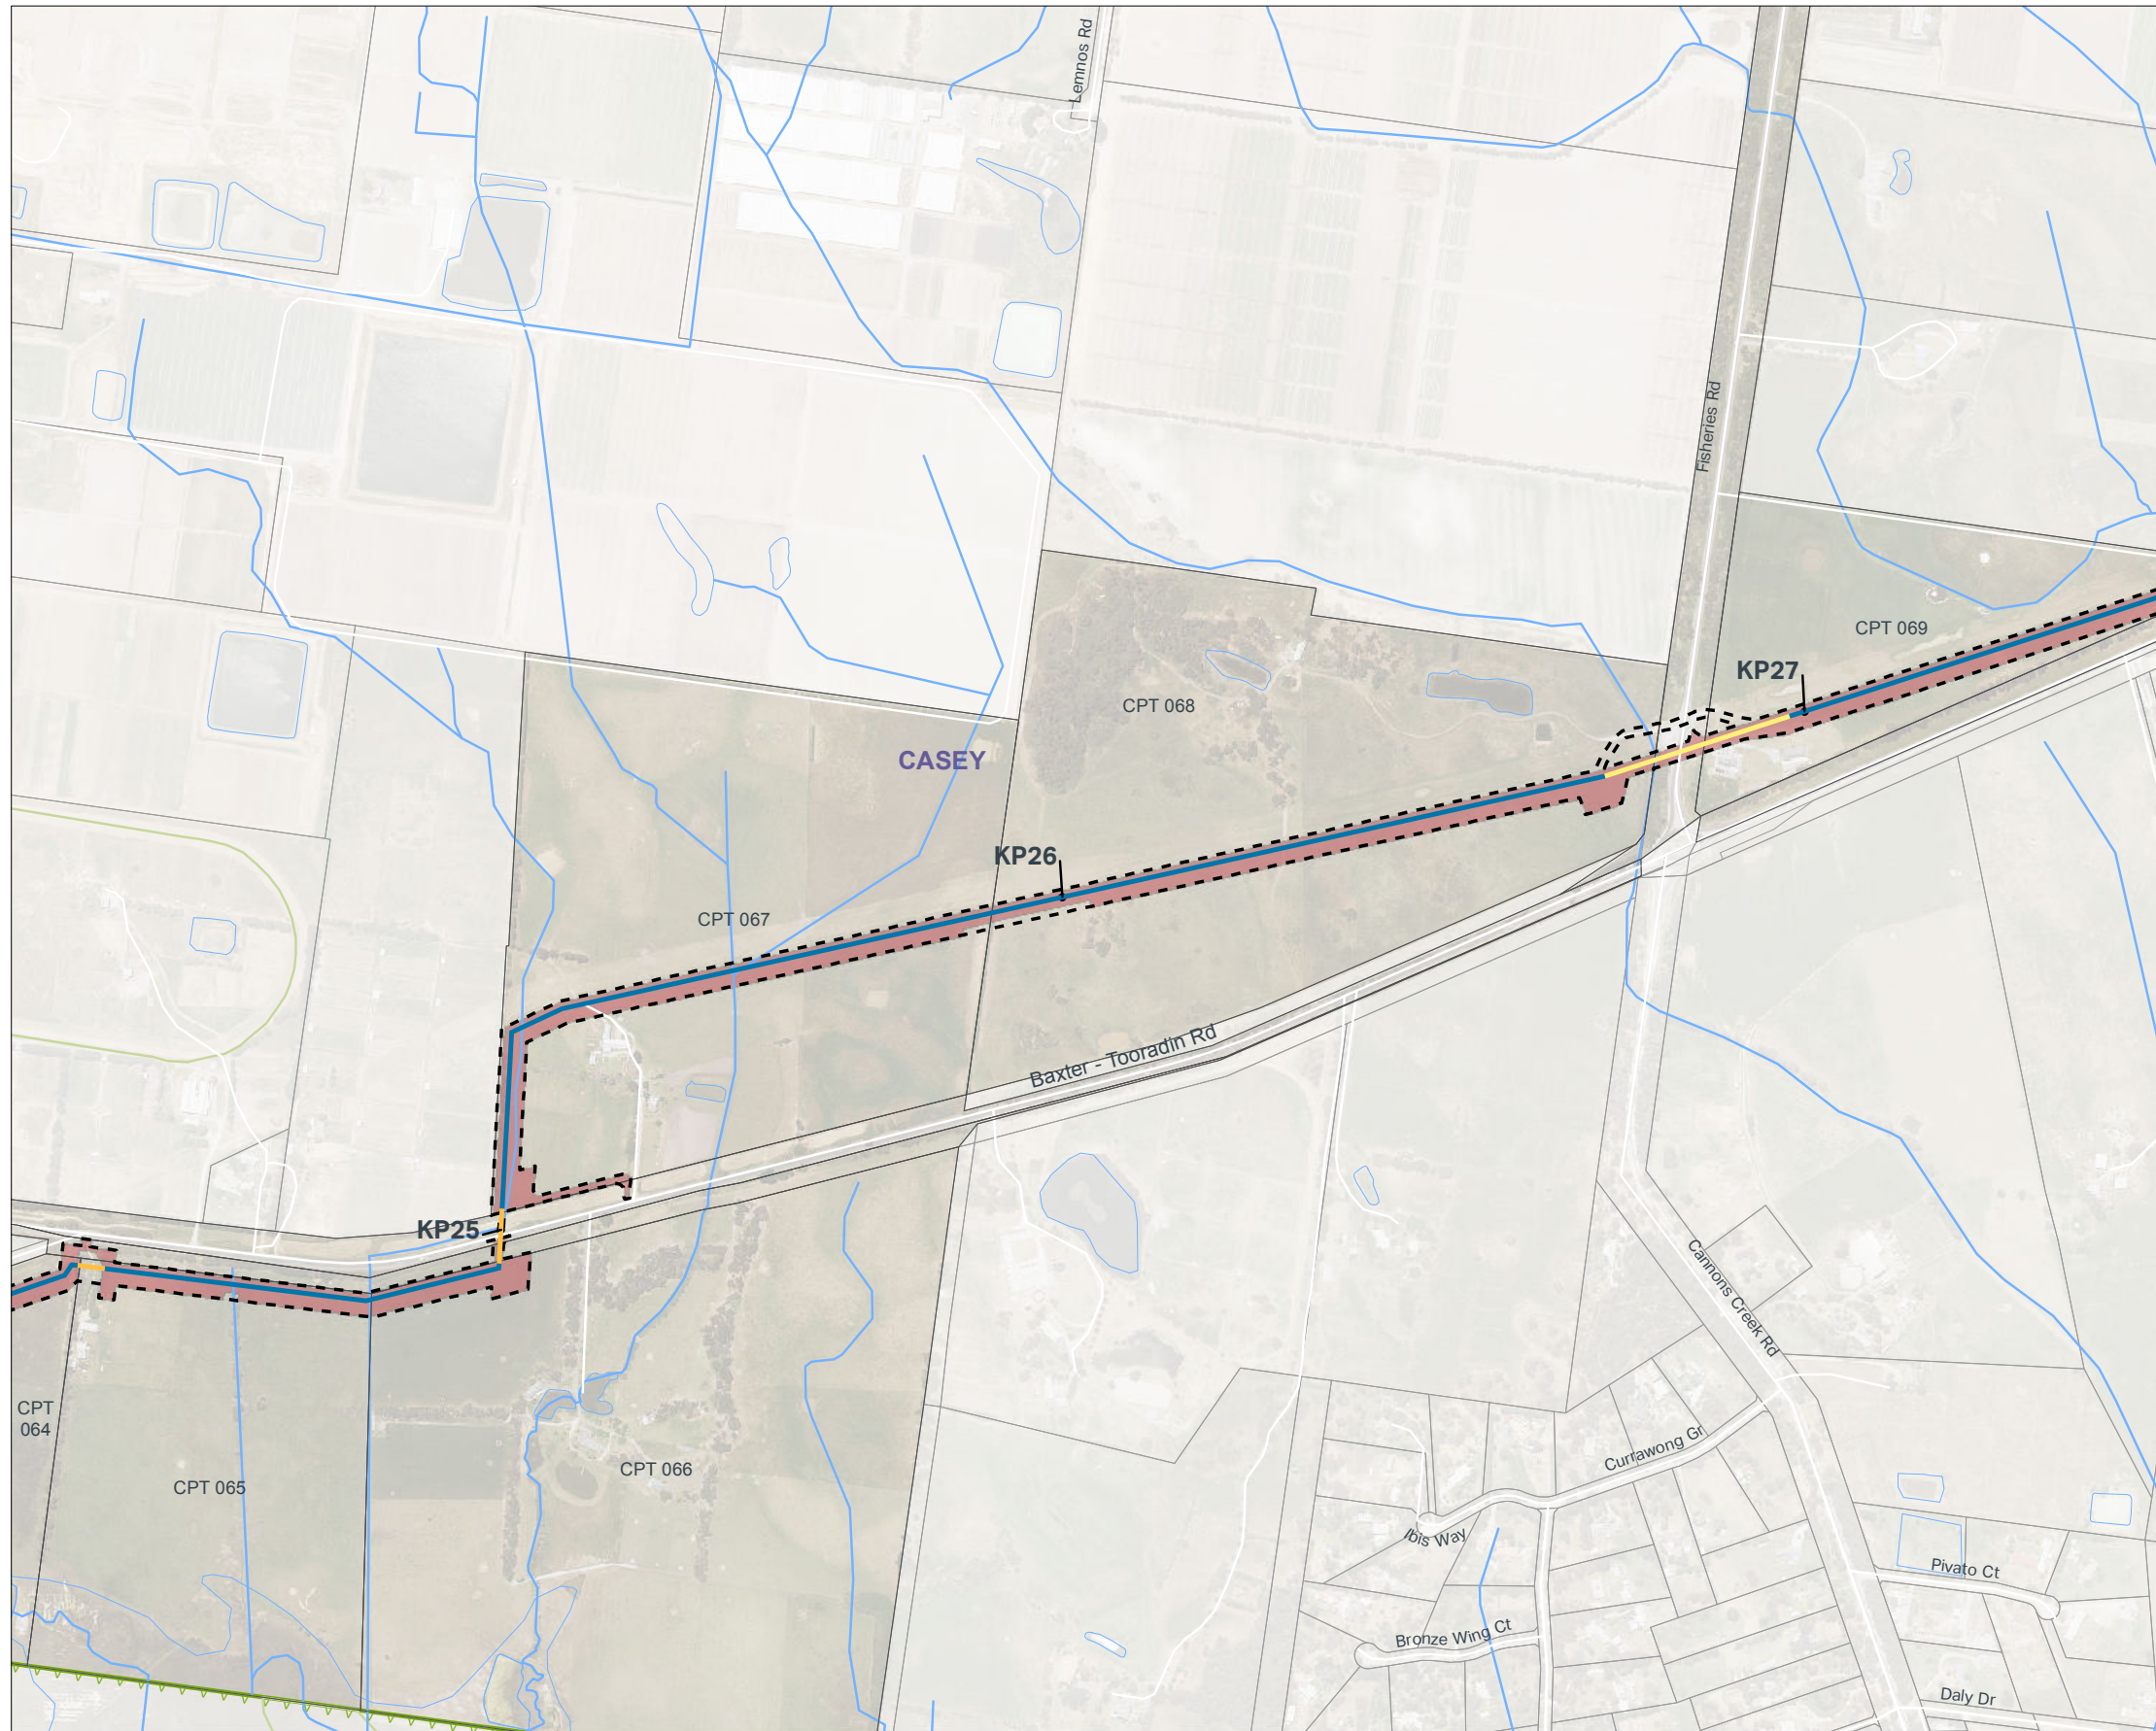 Lemnos Rd
Fisheries Rd
CPT 069
KP27
CPT 068
CASEY
KP26
CPT 067
Baxter - Tooradin Rd
KP25
Cannons Creek Rd
CPT
064
Currawong Gr
CPT 066
CPT 065
Ibis Way
Pivato Ct
Bronze Wing Ct
Daly Dr